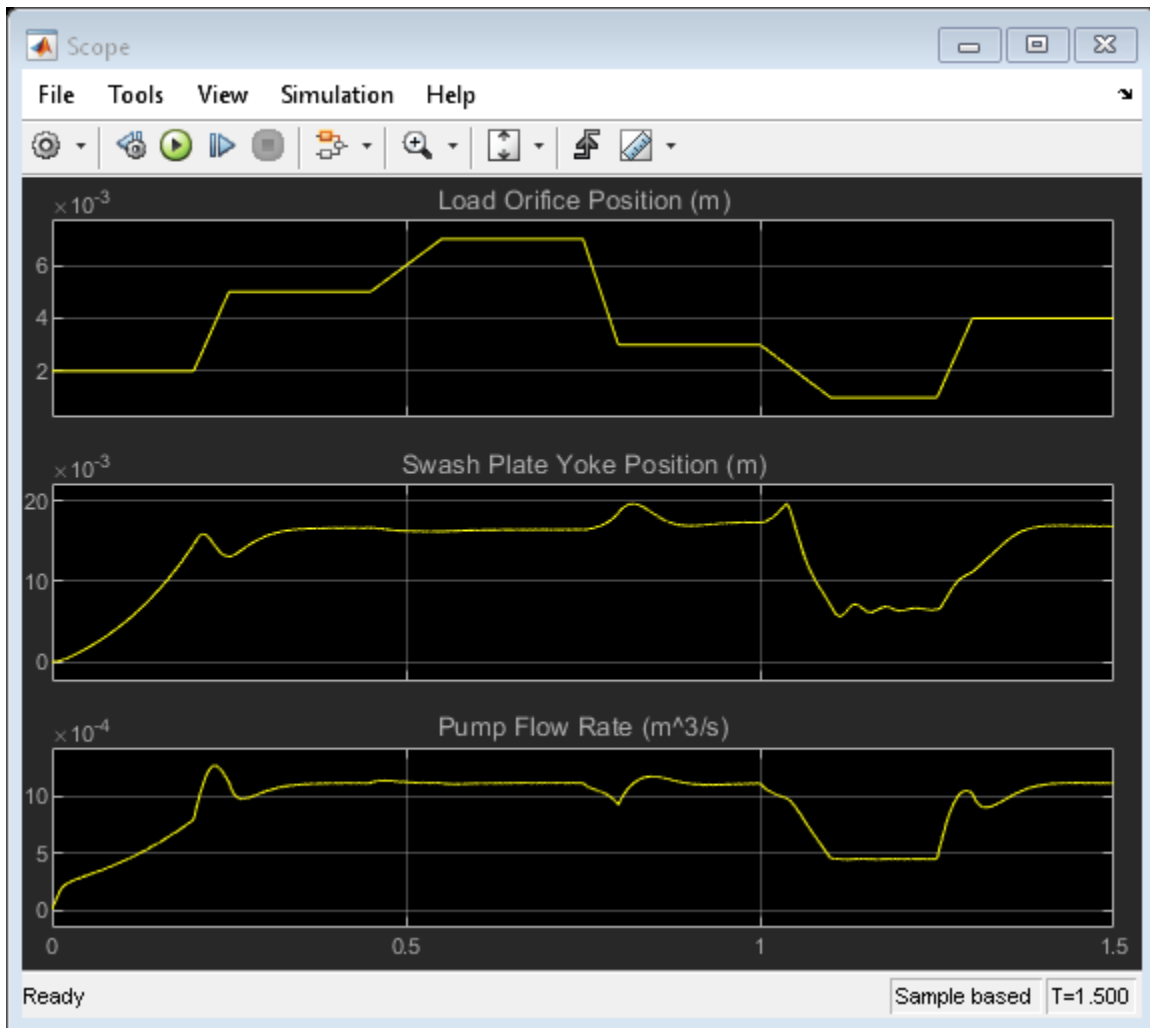 Scope
File Tools View Simulation Help
×10⁻³
Load Orifice Position (m)
6
4
2
×10⁻³
Swash Plate Yoke Position (m)
20
10
0
×10⁻⁴
Pump Flow Rate (m^3/s)
10
5
0
0 0.5 1 1.5
Ready Sample based T=1.500